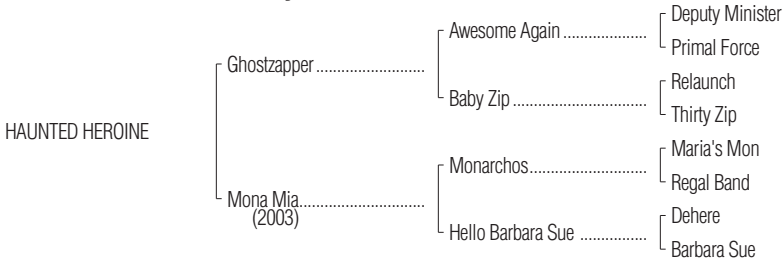 Deputy Minister
Awesome Again ....................
Primal Force
Ghostzapper ..........................
Relaunch
Baby Zip ................................
Thirty Zip
HAUNTED HEROINE
Maria's Mon
Monarchos............................
Regal Band
Mona Mia..............................
(2003)
Dehere
Hello Barbara Sue ................
Barbara Sue